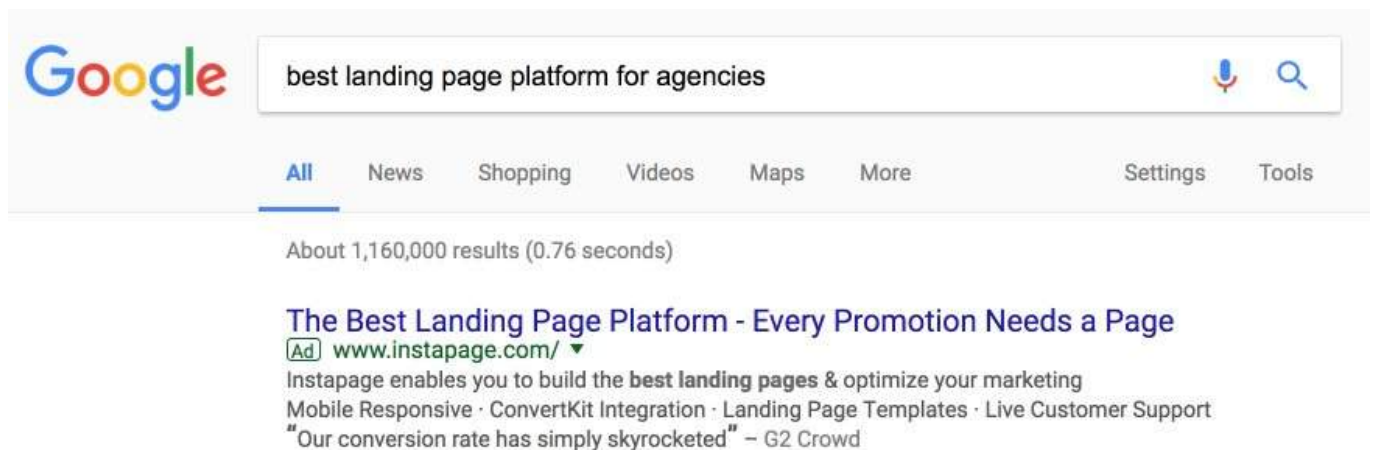 Google
best landing page platform for agencies
All News Shopping Videos Maps More Settings Tools
About 1,160,000 results (0.76 seconds)
The Best Landing Page Platform - Every Promotion Needs a Page
Ad www.instapage.com/ ▼
Instapage enables you to build the best landing pages & optimize your marketing
Mobile Responsive · ConvertKit Integration · Landing Page Templates · Live Customer Support
"Our conversion rate has simply skyrocketed" – G2 Crowd